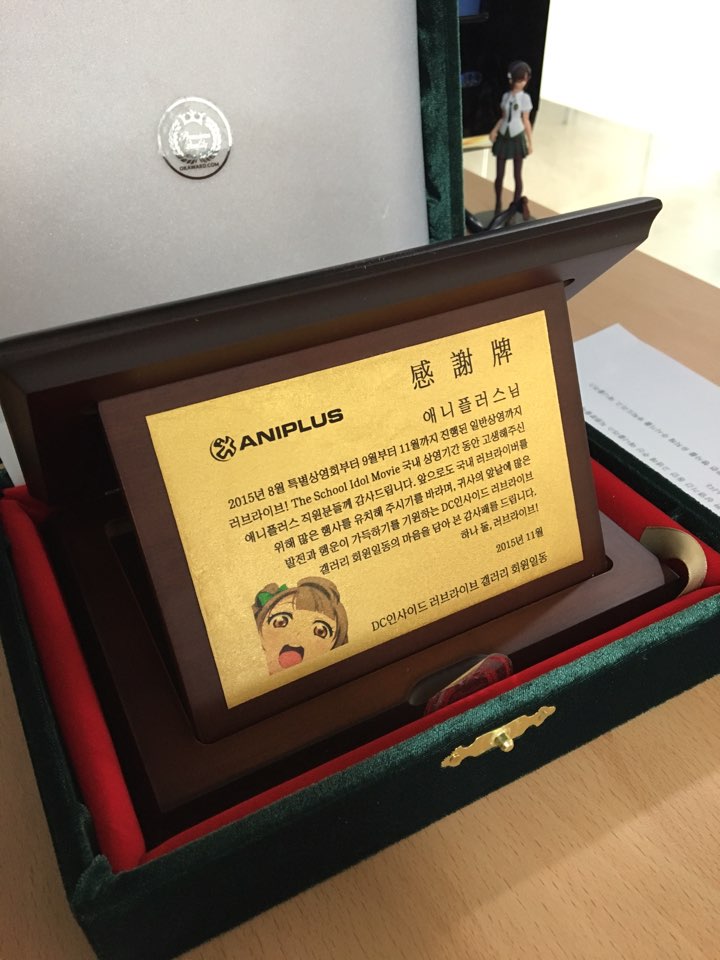 Premium
Quality
OKAWARD.COM
感謝牌
ANIPLUS
애니플러스님
2015년 8월 특별상영회부터 9월부터 11월까지 진행된 일반상영까지
러브라이브! The School Idol Movie 국내 상영기간 동안 고생해주신
애니플러스 직원분들께 감사드립니다. 앞으로도 국내 러브라이버를
위해 많은 행사를 유치해 주시기를 바라며, 귀사의 앞날에 많은
발전과 행운이 가득하기를 기원하는 DC인사이드 러브라이브
갤러리 회원일동의 마음을 담아 본 감사패를 드립니다.
하나 둘, 러브라이브!
2015년 11월
DC인사이드 러브라이브 갤러리 회원일동